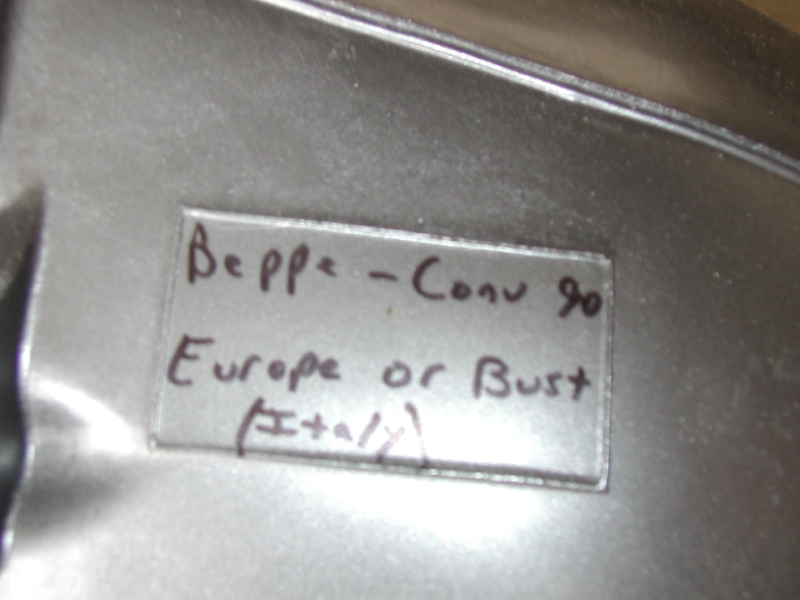 Beppe - Conv 90
Europe or Bust
(Italy)